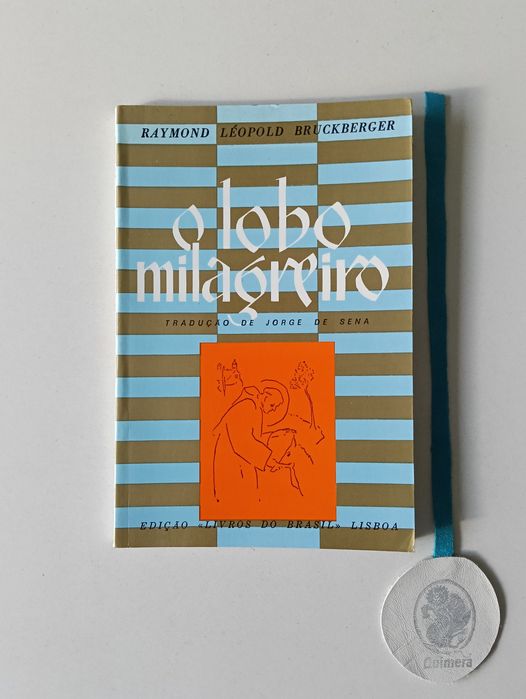 RAYMOND LÉOPOLD BRUCKBERGER
o lobo
milagreiro
TRADUÇÃO DE JORGE DE SENA
EDIÇÃO «LIVROS DO BRASIL» LISBOA
Quimera